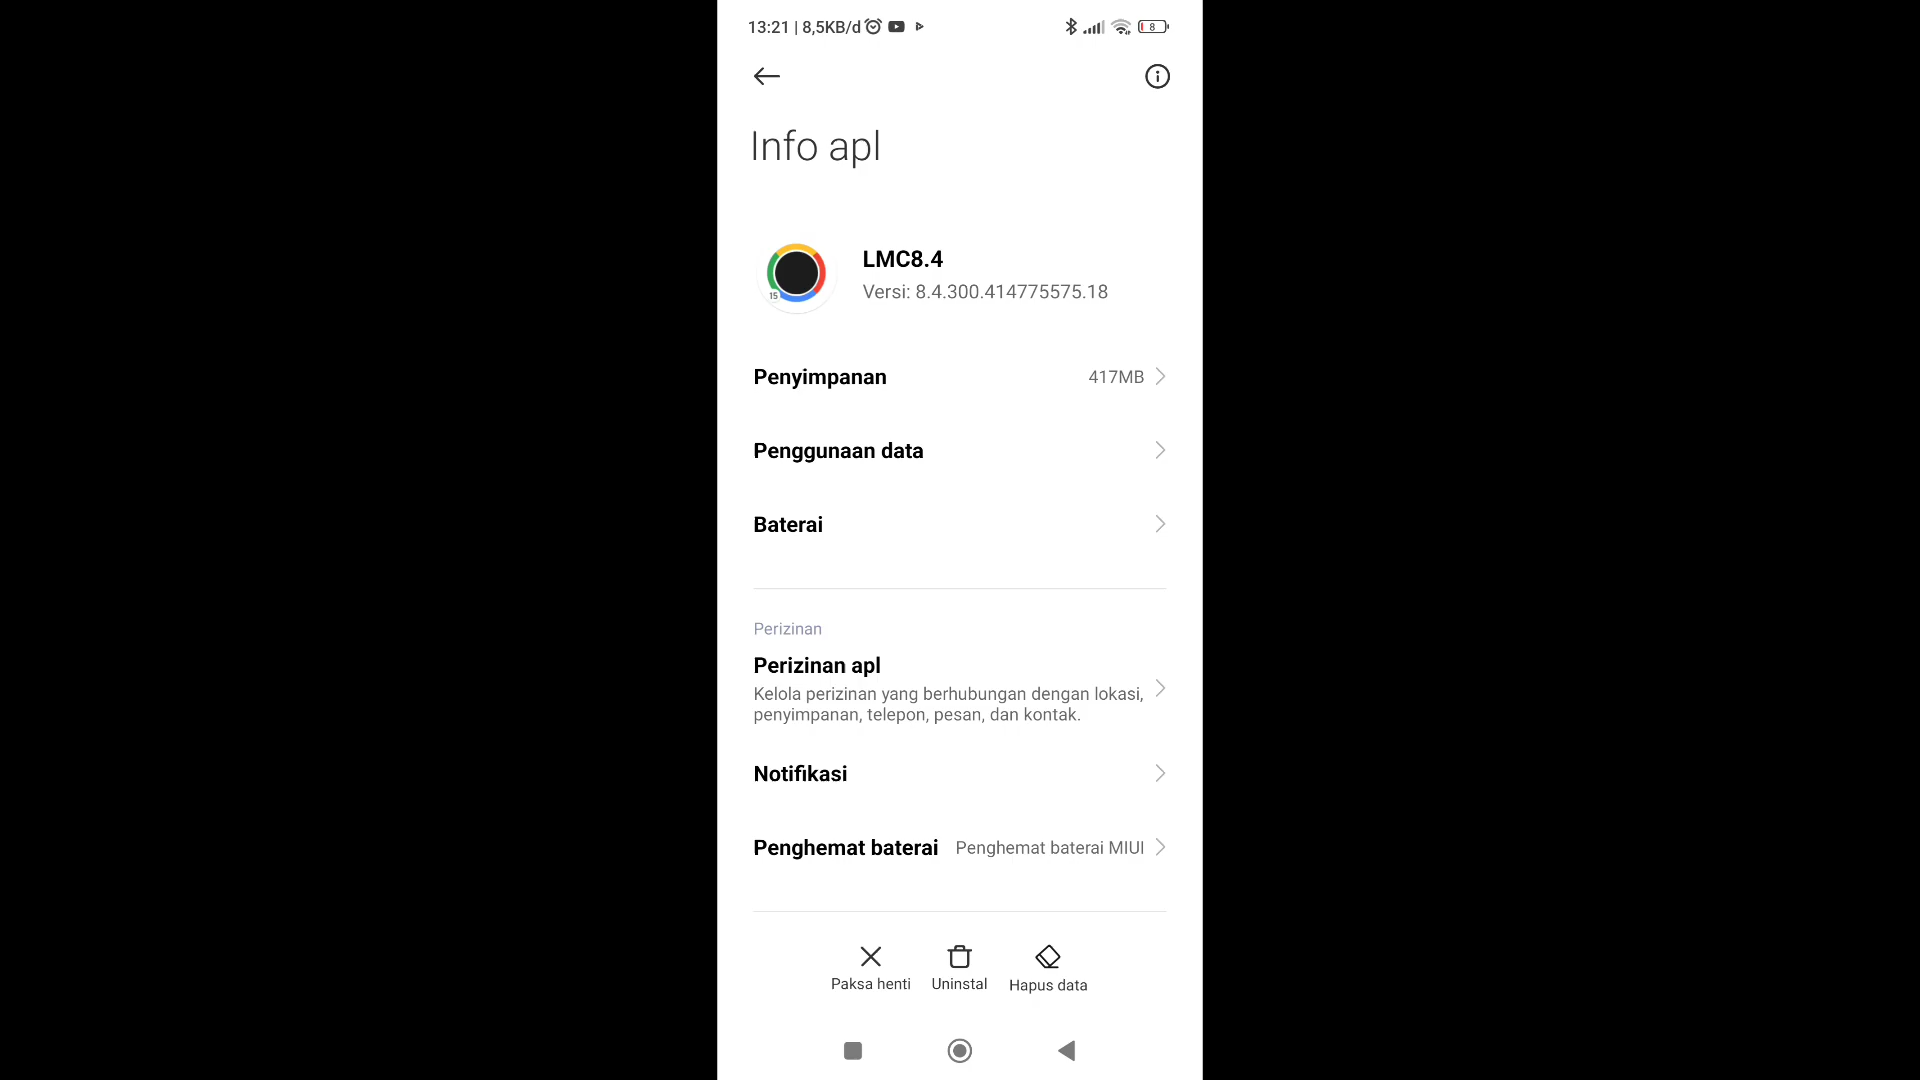 13:21 | 8,5KB/d 8
Info apl
LMC8.4
15
Versi: 8.4.300.414775575.18
Penyimpanan 417MB
Penggunaan data
Baterai
Perizinan
Perizinan apl
Kelola perizinan yang berhubungan dengan lokasi,
penyimpanan, telepon, pesan, dan kontak.
Notifikasi
Penghemat baterai Penghemat baterai MIUI
Paksa henti Uninstal Hapus data